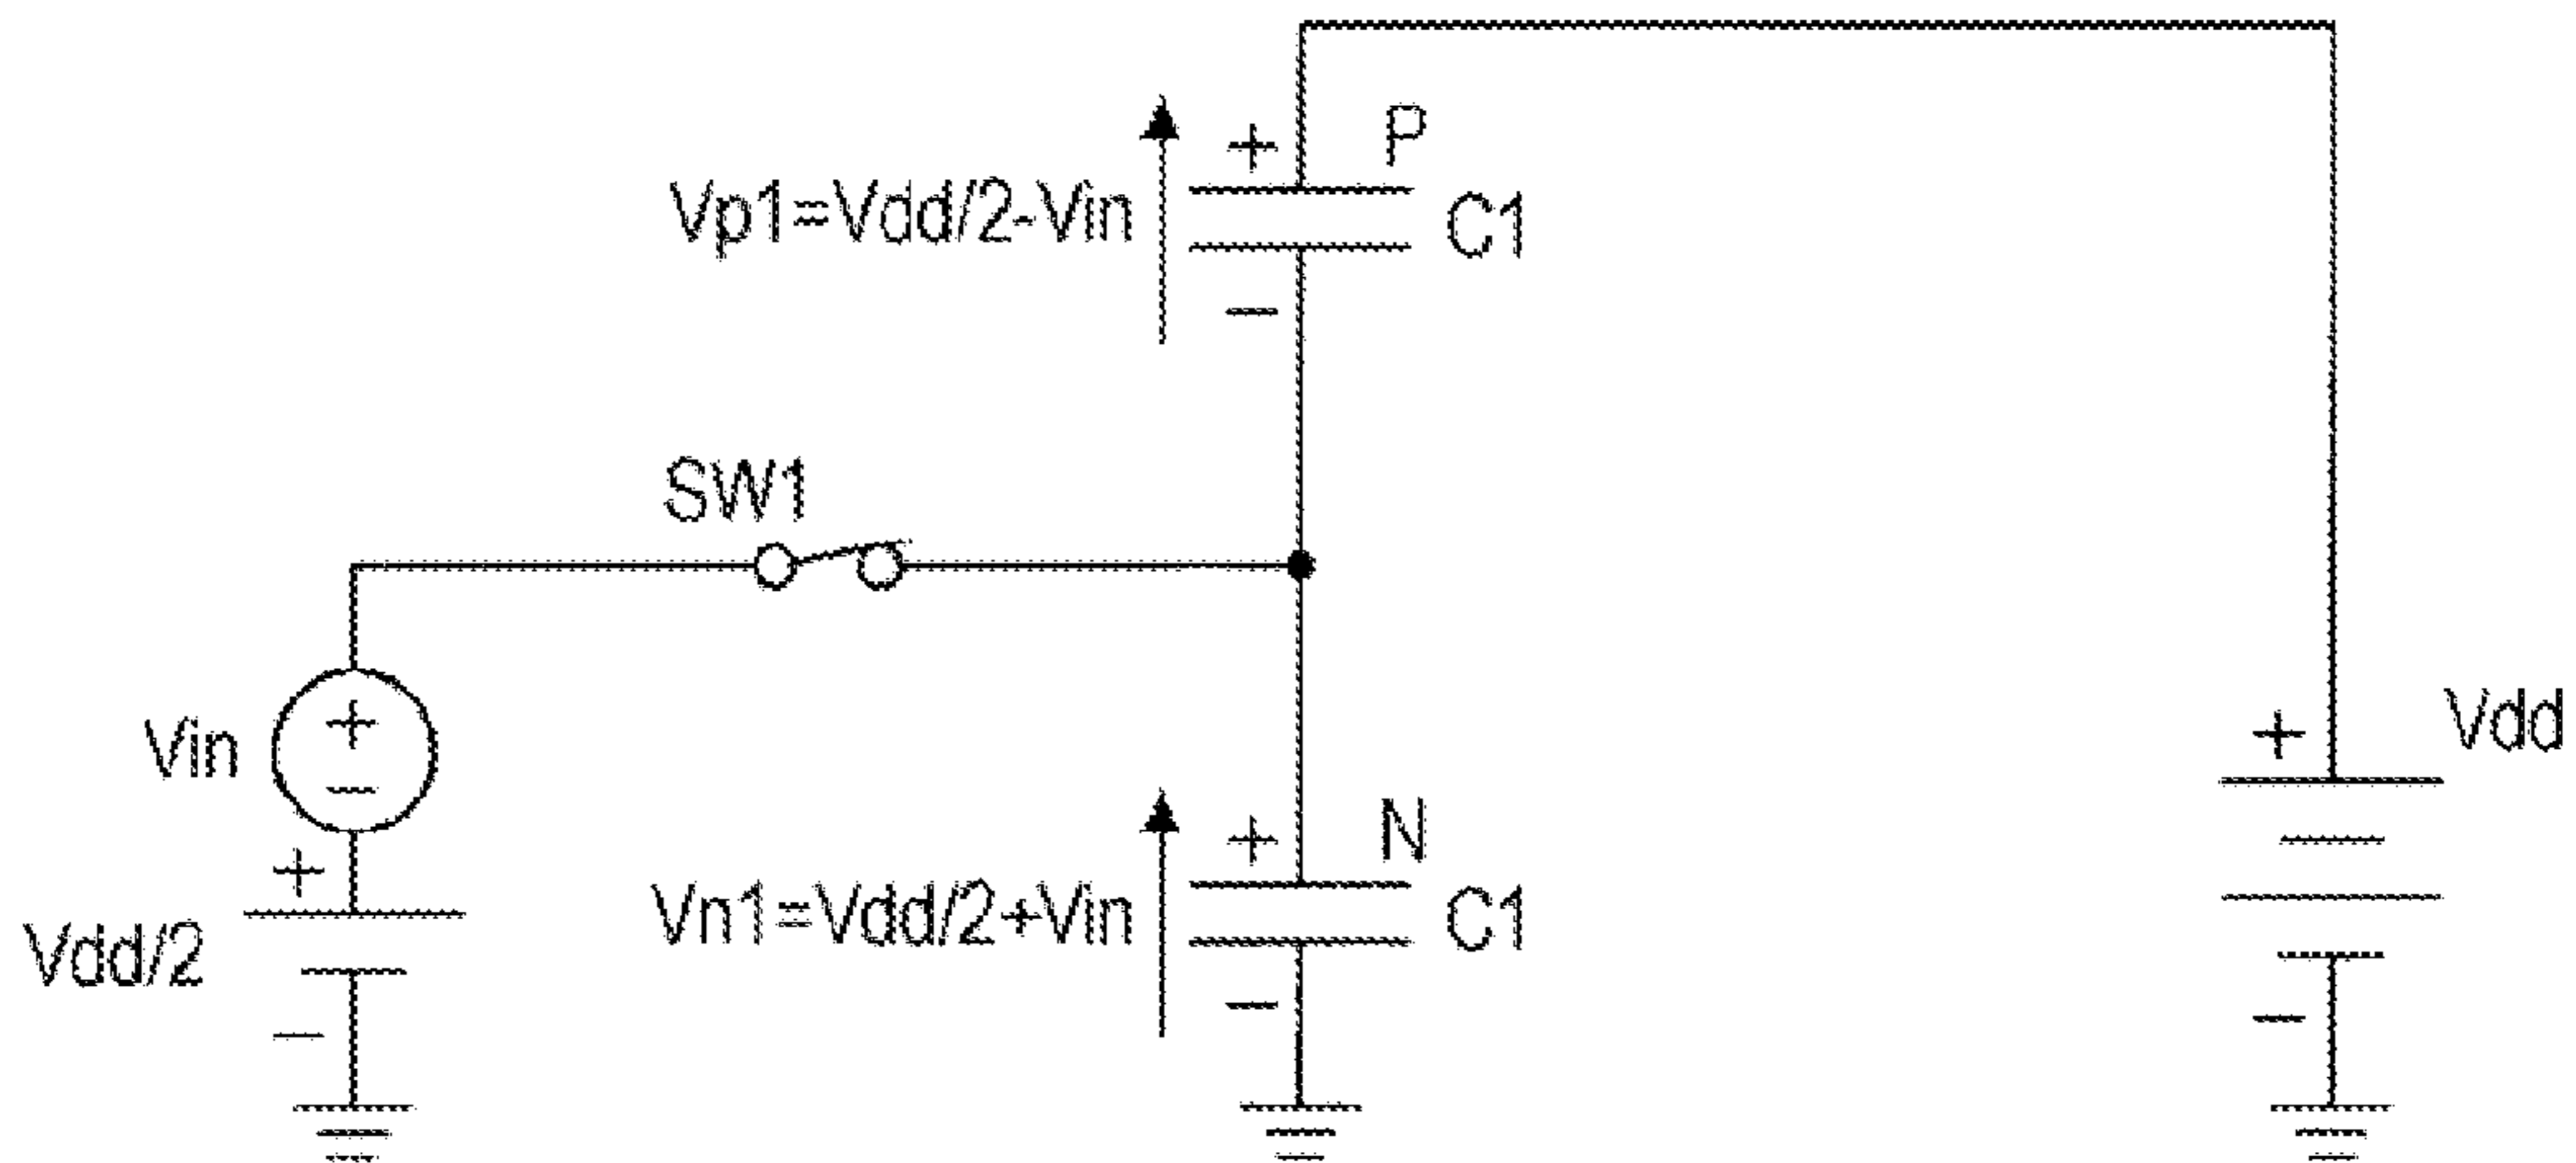 + P
Vp1=Vdd/2-Vin
C1
−
SW1
Vin
+
−
+ Vdd
+
Vdd/2
−
+ N
Vn1=Vdd/2+Vin
C1
−
−